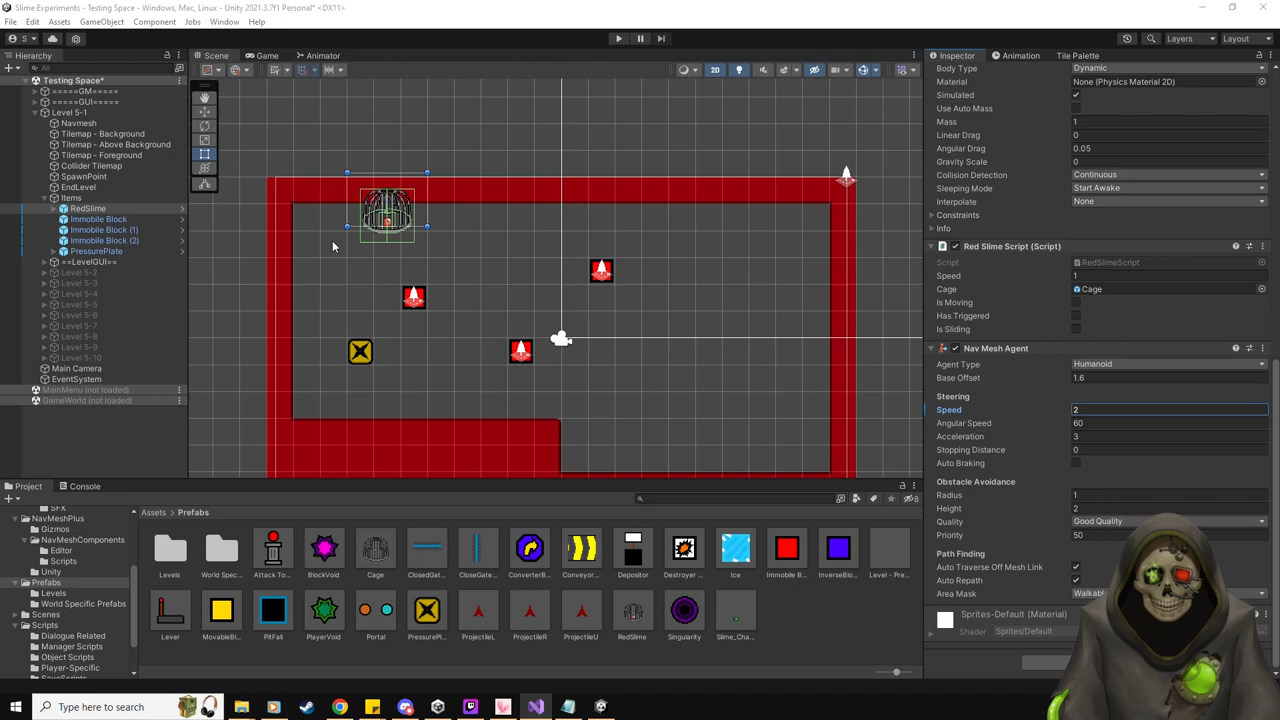 Slime Experiments - Testing Space - Windows, Mac, Linux - Unity 2021.3.7f1 Personal* <DX11>
File Edit Assets GameObject Component Jobs Window Help
S Layers Layout
Hierarchy Scene Game Animator Inspector Animation Tile Palette
All
2D
Testing Space*
=====GM=====
=====GUI=====
Level 5-1
Navmesh
Tilemap - Background
Tilemap - Above Background
Tilemap - Foreground
Collider Tilemap
SpawnPoint
EndLevel
Items
RedSlime
Immobile Block
Immobile Block (1)
Immobile Block (2)
PressurePlate
==LevelGUI==
Level 5-2
Level 5-3
Level 5-4
Level 5-5
Level 5-6
Level 5-7
Level 5-8
Level 5-9
Level 5-10
Main Camera
EventSystem
MainMenu (not loaded)
GameWorld (not loaded)
Body Type Dynamic
Material None (Physics Material 2D)
Simulated
Use Auto Mass
Mass 1
Linear Drag 0
Angular Drag 0.05
Gravity Scale 0
Collision Detection Continuous
Sleeping Mode Start Awake
Interpolate None
Constraints
Info
Red Slime Script (Script)
Script RedSlimeScript
Speed 1
Cage Cage
Is Moving
Has Triggered
Is Sliding
Nav Mesh Agent
Agent Type Humanoid
Base Offset 1.6
Steering
Speed 2
Angular Speed 60
Acceleration 3
Stopping Distance 0
Auto Braking
Obstacle Avoidance
Radius 1
Height 2
Quality Good Quality
Priority 50
Path Finding
Auto Traverse Off Mesh Link
Auto Repath
Area Mask Walkabl
Sprites-Default (Material)
Shader Sprites/Default
Project Console
8
SFX
NavMeshPlus
Gizmos
NavMeshComponents
Editor
Scripts
Unity
Prefabs
Levels
World Specific Prefabs
Scenes
Scripts
Dialogue Related
Manager Scripts
Object Scripts
Player-Specific
SaveScripts
Assets > Prefabs
Levels World Spec... Attack To... BlockVoid Cage ClosedGat... CloseGate... ConverterB... Conveyor... Depositor Destroyer ... Ice Immobile B... InverseBlo... Level - Pre...
Lever MovableBl... PitFall PlayerVoid Portal PressurePl... ProjectileL ProjectileR ProjectileU RedSlime Singularity Slime_Cha...
Type here to search